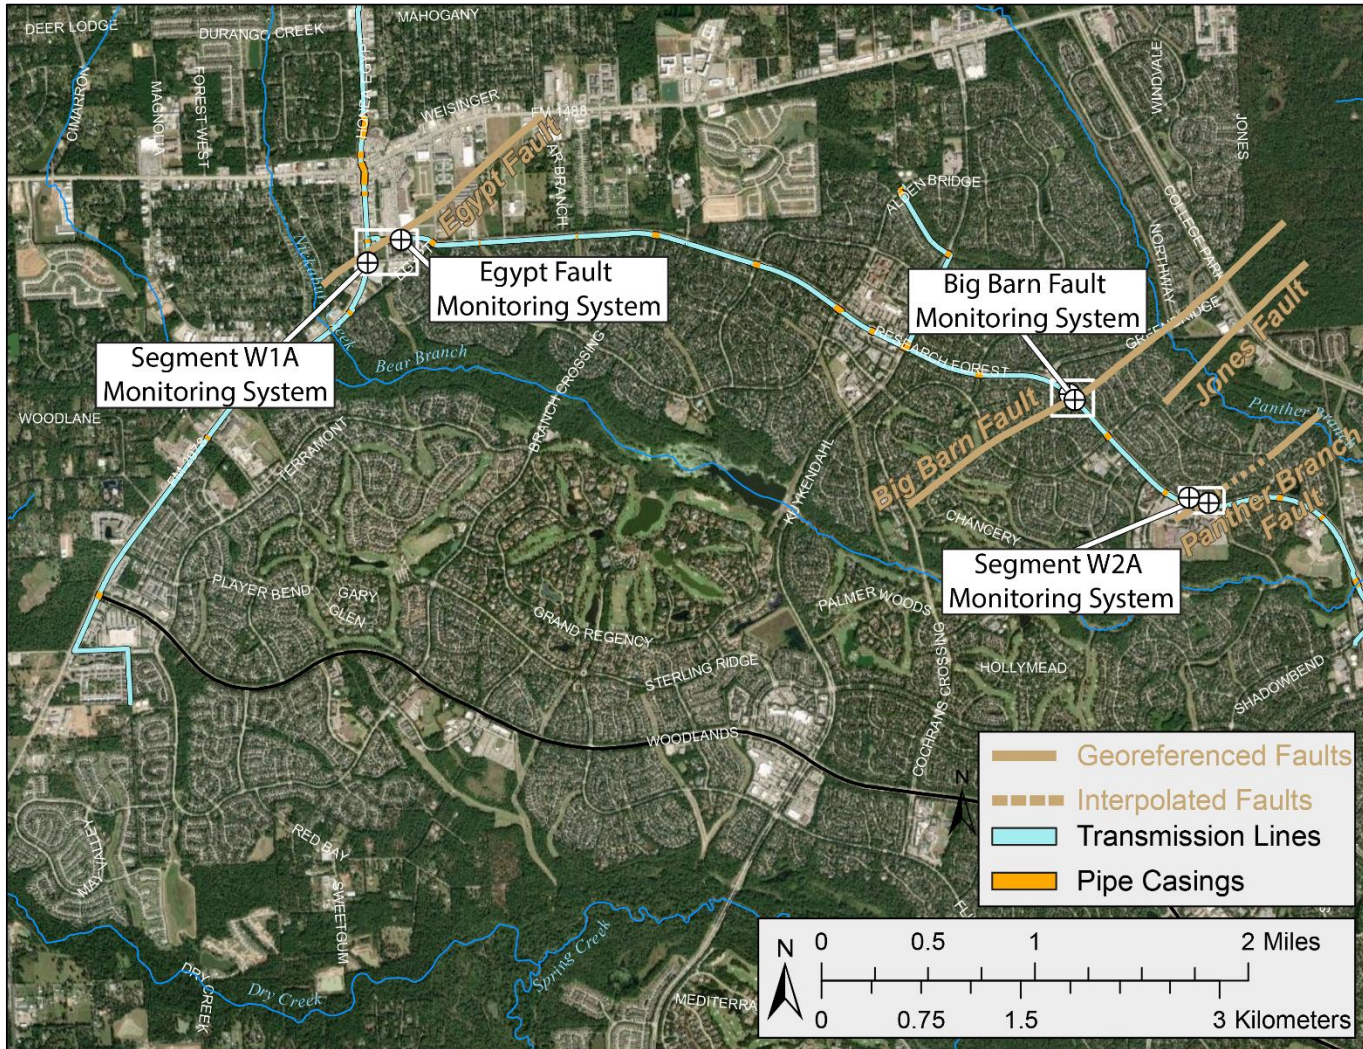 DEER LODGE
DURANGO CREEK
MAHOGANY
CIMARRON
MAGNOLIA
FOREST WEST
WEISINGER
FM 1488
WINDVALE
JONES
Egypt Fault
ALDEN BRIDGE
COLLEGE PARK
NORTHWAY
EGYPT
Egypt Fault
Monitoring System
Big Barn Fault
Monitoring System
Segment W1A
Monitoring System
Bear Branch
RESEARCH FOREST
Jones Fault
Panther Branch
WOODLANE
BRANCH CROSSING
TERRAMONT
KUYKENDAHL
Big Barn Fault
CHANCERY
Panther Branch
Fault
Segment W2A
Monitoring System
PLAYER BEND
GARY
GLEN
GRAND REGENCY
PALMER WOODS
STERLING RIDGE
HOLLYMEAD
COCHRANS CROSSING
SHADOWBEND
WOODLANDS
RED BAY
SWEETGUM
DRY CREEK
Dry Creek
Spring Creek
N
Georeferenced Faults
Interpolated Faults
Transmission Lines
Pipe Casings
N
0 0.5 1 2 Miles
0 0.75 1.5 3 Kilometers